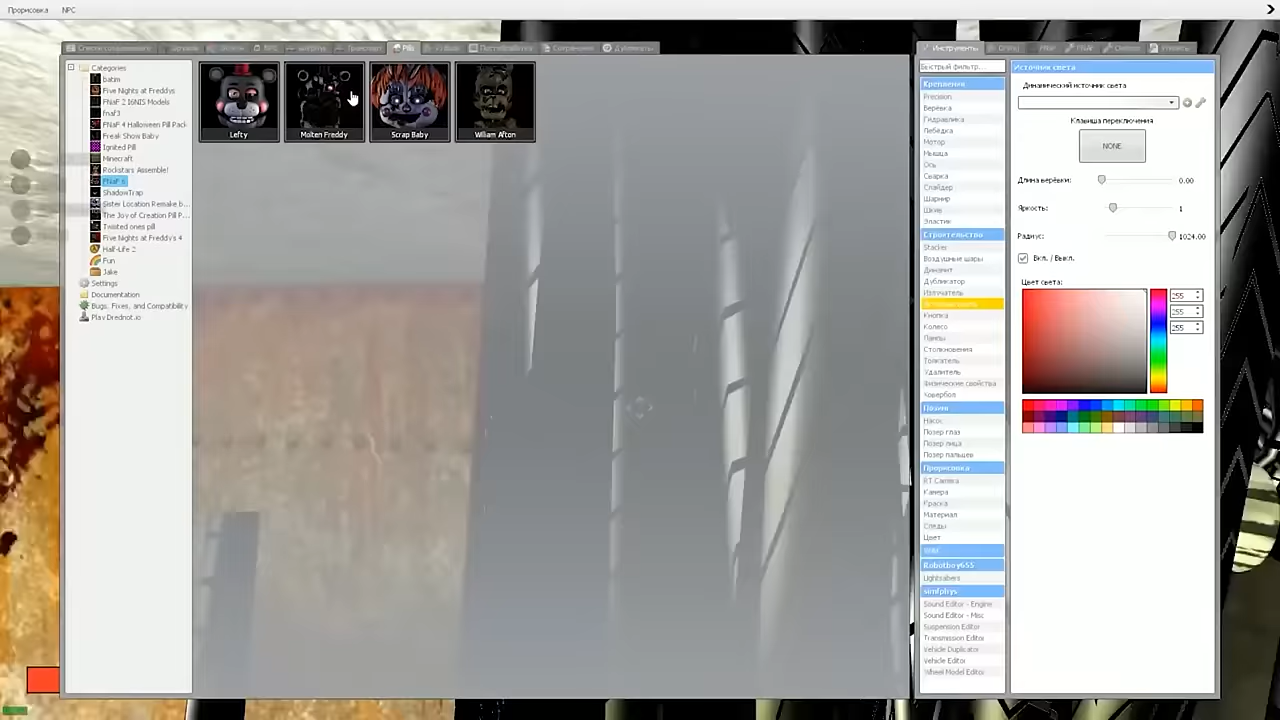 Прорисовка NPC
Pills
Инструменты
Categories
batim
Five Nights at Freddys
FNaF 2 16NIS Models
fnaf3
FNaF 4 Halloween Pill Pack
Freak Show Baby
Ignited Pill
Minecraft
Rockstars Assemble!
FNaF 6
ShadowTrap
Sister Location Remake b...
The Joy of Creation Pill P...
Twisted ones pill
Five Nights at Freddy's 4
Half-Life 2
Fun
Jake
Settings
Documentation
Bugs, Fixes, and Compatibility
Play Drednot.io
Lefty
Molten Freddy
Scrap Baby
Wiliam Afton
Быстрый фильтр...
Крепления
Precision
Верёвка
Гидравлика
Лебёдка
Мотор
Мышца
Ось
Сварка
Слайдер
Шарнир
Шкив
Эластик
Строительство
Stacker
Воздушные шары
Динамит
Дубликатор
Излучатель
Кнопка
Колесо
Лампы
Столкновения
Толкатель
Удалитель
Физические свойства
Ховербол
Позинг
Насос
Позер глаз
Позер лица
Позер пальцев
Прорисовка
RT Camera
Камера
Краска
Материал
Следы
Цвет
Robotboy655
Lightsabers
simfphys
Sound Editor - Engine
Sound Editor - Misc
Suspension Editor
Transmission Editor
Vehicle Duplicator
Vehicle Editor
Wheel Model Editor
Источник света
Динамический источник света
Клавиша переключения
NONE
Длина верёвки: 0.00
Яркость: 1
Радиус: 1024.00
Вкл. / Выкл.
Цвет света:
255
255
255